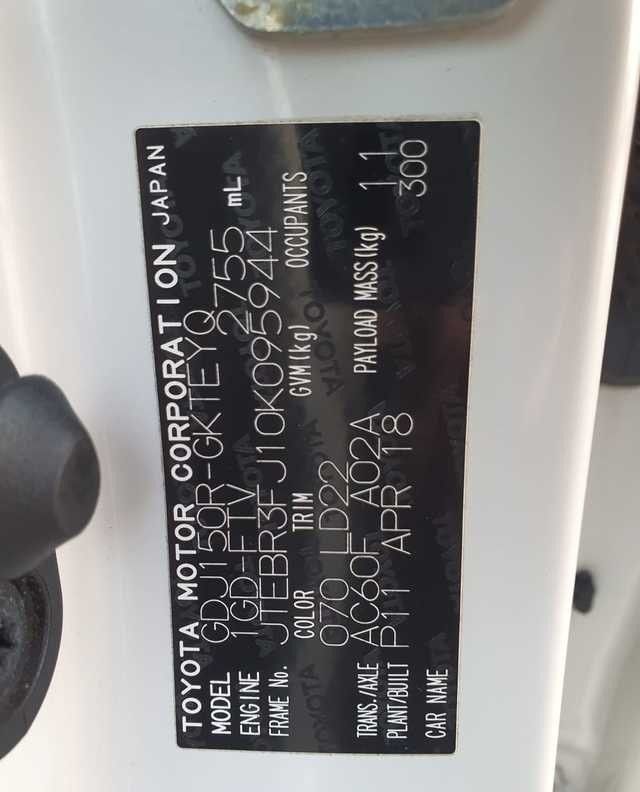 TOYOTA MOTOR CORPORATION JAPAN
MODEL GDJ150R-GKTEYQ
ENGINE 1GD-FTV 2755 mL
FRAME No. JTEBR3FJ10K095944
COLOR TRIM GVM(kg) OCCUPANTS
070 LD22
TRANS./AXLE AC60F A02A PAYLOAD MASS(kg) 11
PLANT/BUILT P11 APR 18 300
CAR NAME